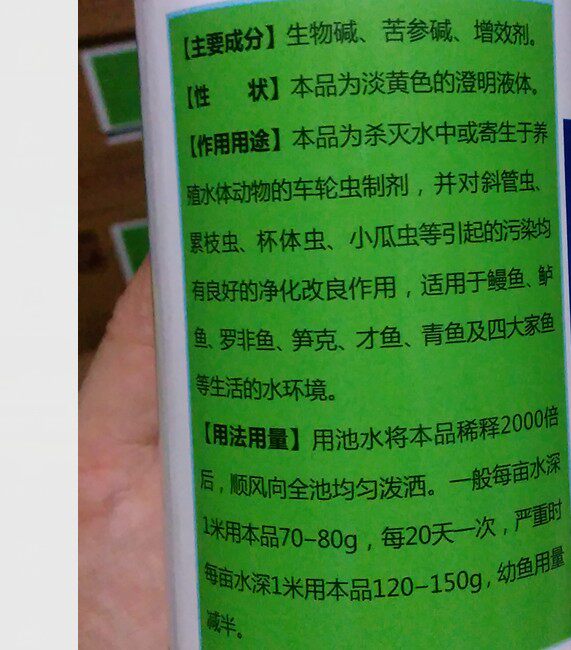 【主要成分】生物碱、苦参碱、增效剂。
【性　　状】本品为淡黄色的澄明液体。
【作用用途】本品为杀灭水中或寄生于养
殖水体动物的车轮虫制剂，并对斜管虫、
累枝虫、杯体虫、小瓜虫等引起的污染均
有良好的净化改良作用，适用于鳗鱼、鲈
鱼、罗非鱼、笋克、才鱼、青鱼及四大家鱼
等生活的水环境。
【用法用量】用池水将本品稀释2000倍
后，顺风向全池均匀泼洒。一般每亩水深
1米用本品70-80g，每20天一次，严重时
每亩水深1米用本品120-150g，幼鱼用量
减半。